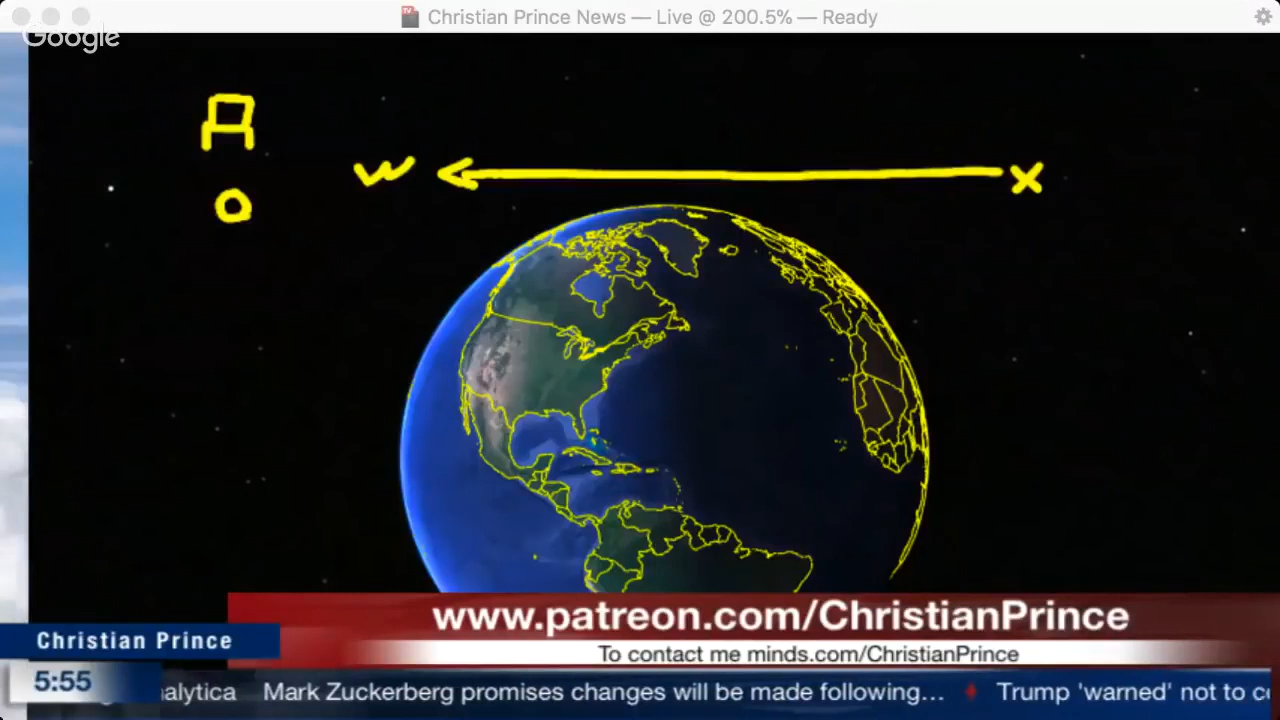 Christian Prince News — Live @ 200.5% — Ready
Google
W
X
O
www.patreon.com/ChristianPrince
Christian Prince
To contact me minds.com/ChristianPrince
5:55
alytica Mark Zuckerberg promises changes will be made following... Trump 'warned' not to c